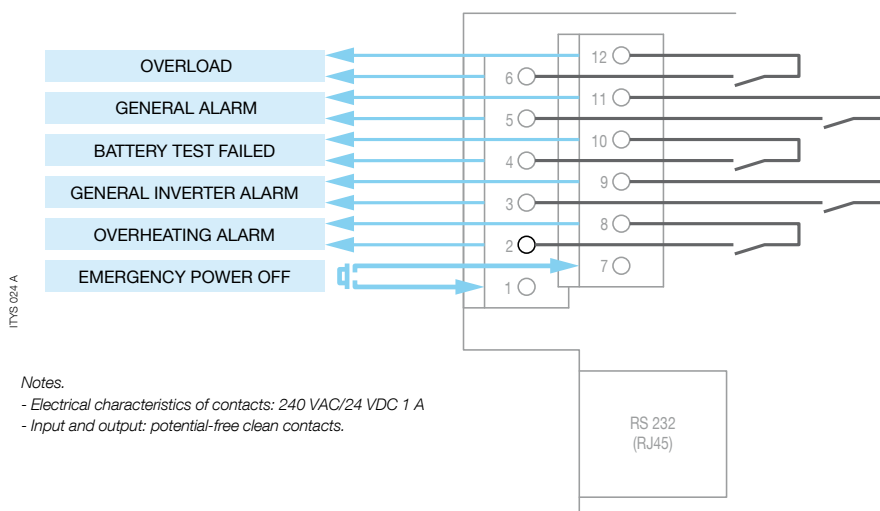 OVERLOAD
GENERAL ALARM
BATTERY TEST FAILED
GENERAL INVERTER ALARM
OVERHEATING ALARM
EMERGENCY POWER OFF
6
5
4
3
2
1
12
11
10
9
8
7
ITYS 024 A
Notes.
- Electrical characteristics of contacts: 240 VAC/24 VDC 1 A
- Input and output: potential-free clean contacts.
RS 232
(RJ45)